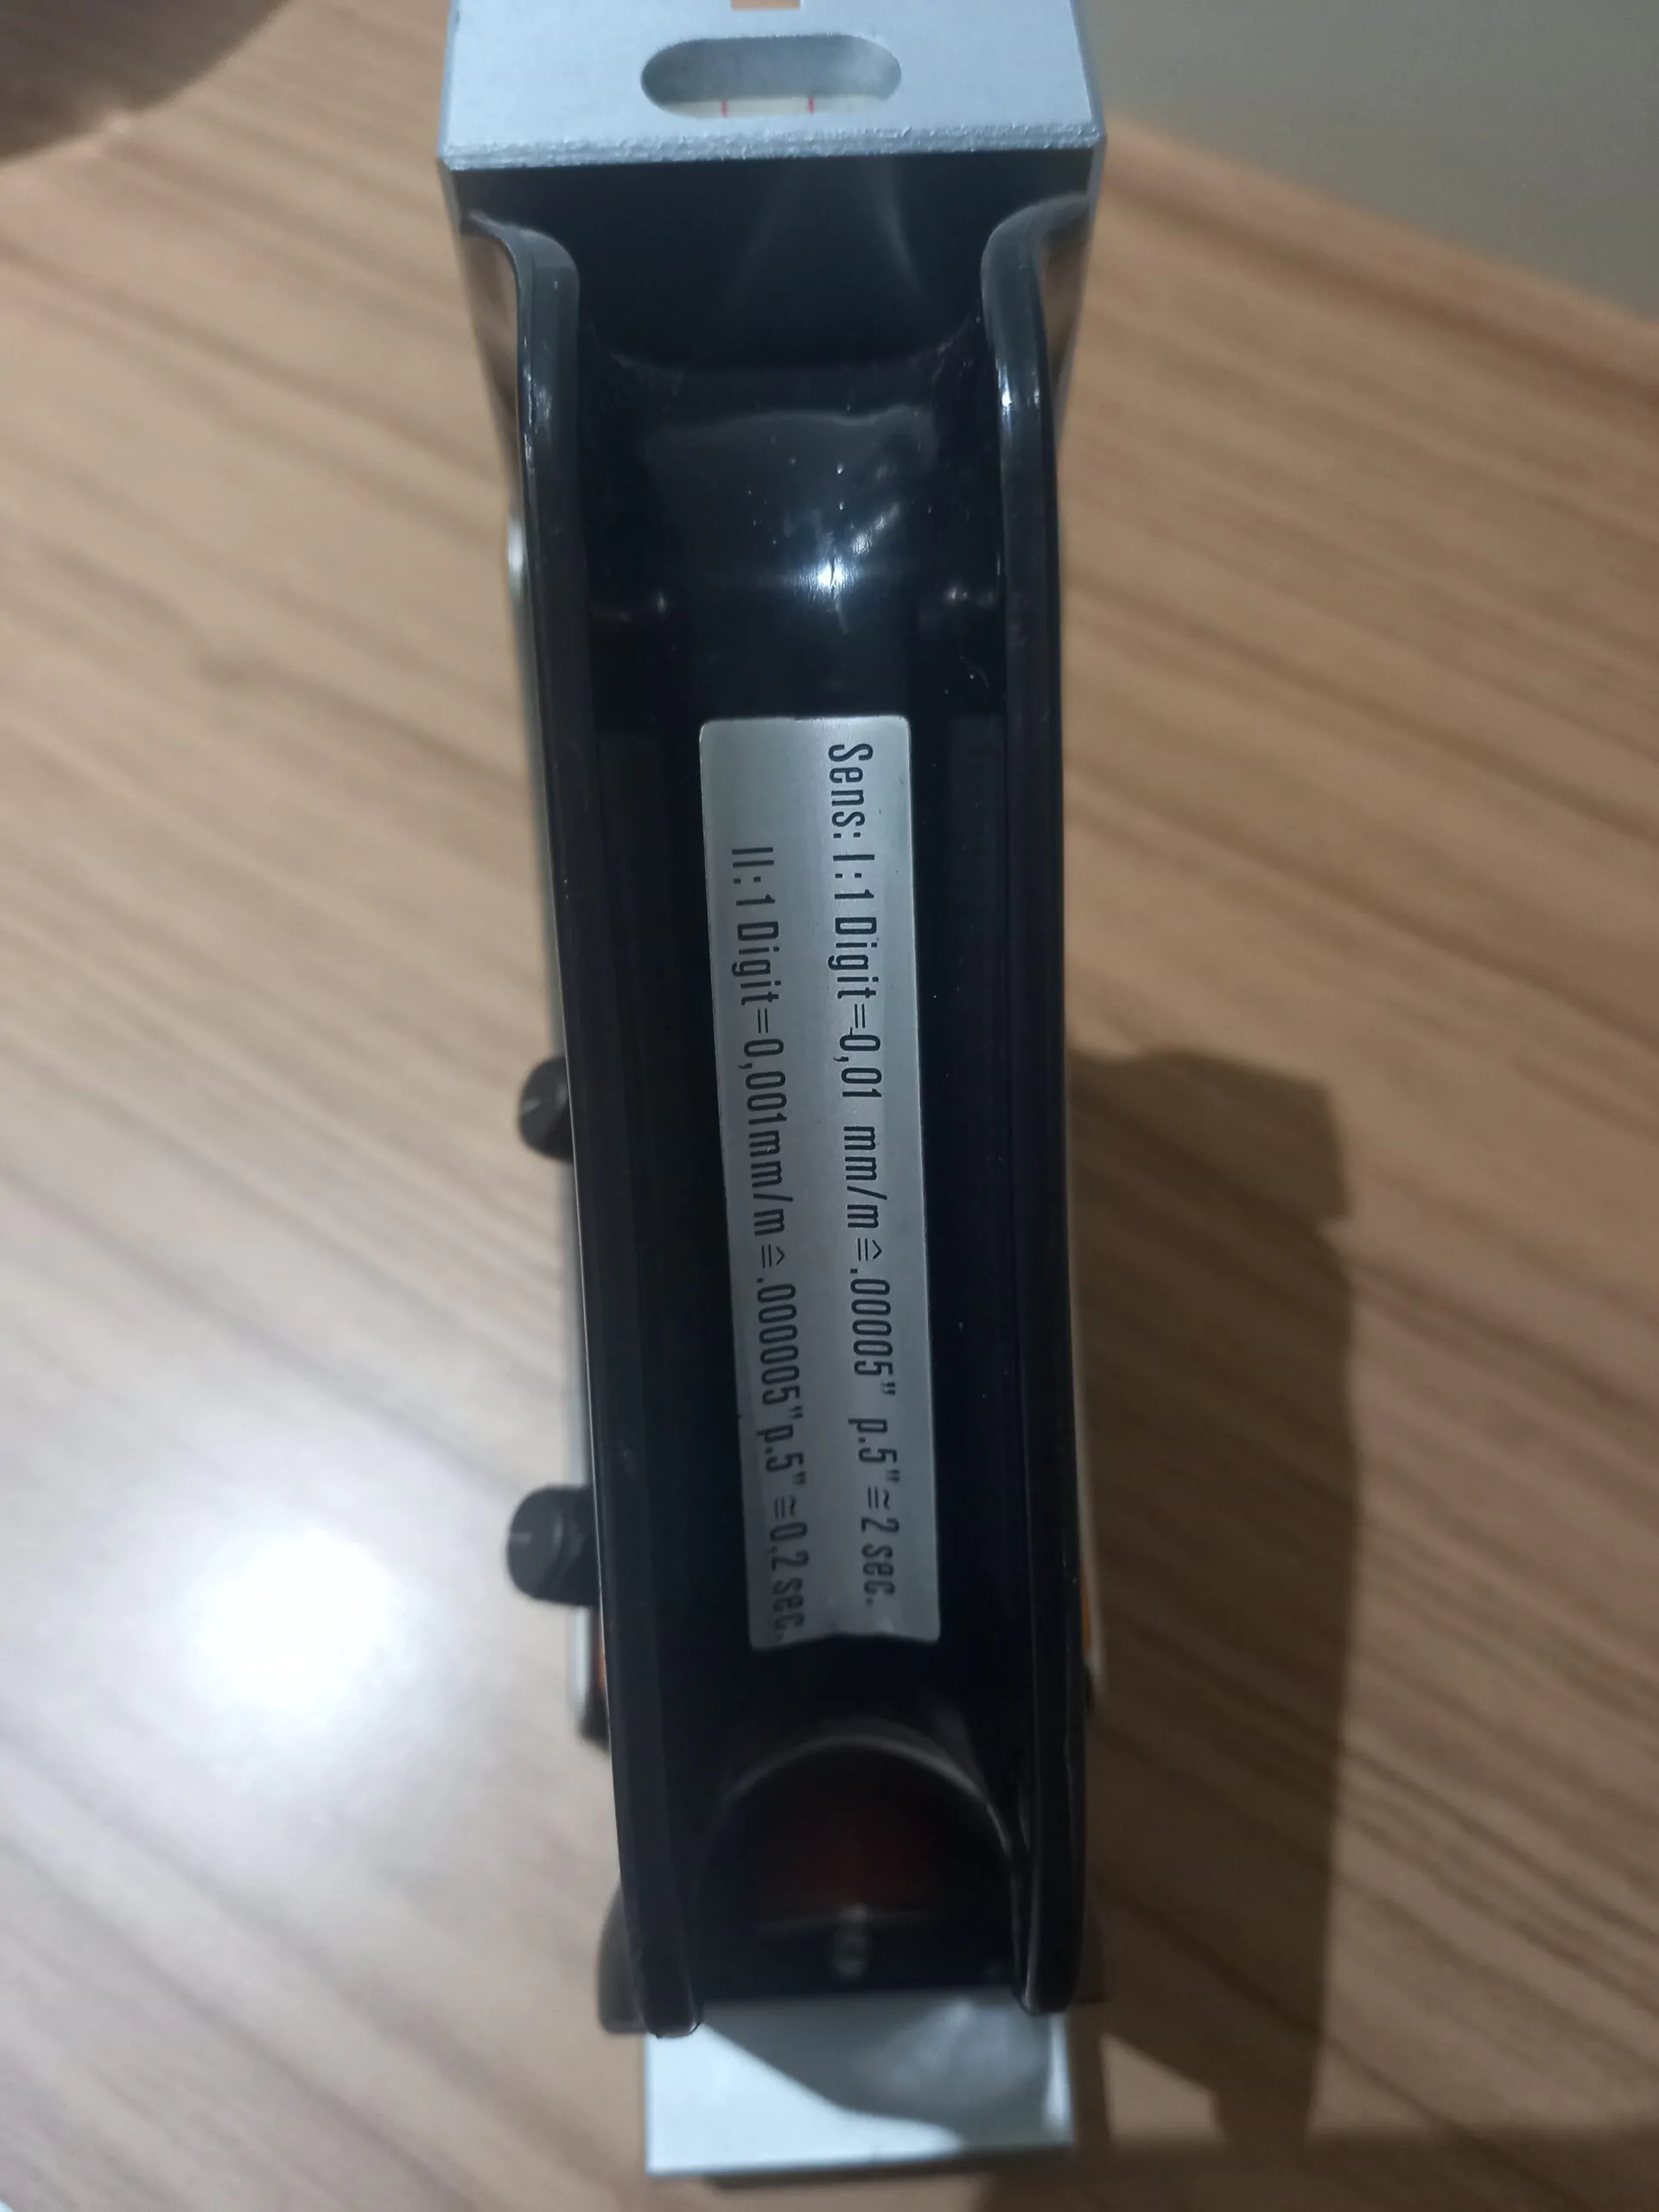 Sens: I : 1 Digit=0,01 mm/m≙.00005" p.5"≃2 sec.
II: 1 Digit=0,001mm/m≙.000005"p.5"≃0,2 sec.